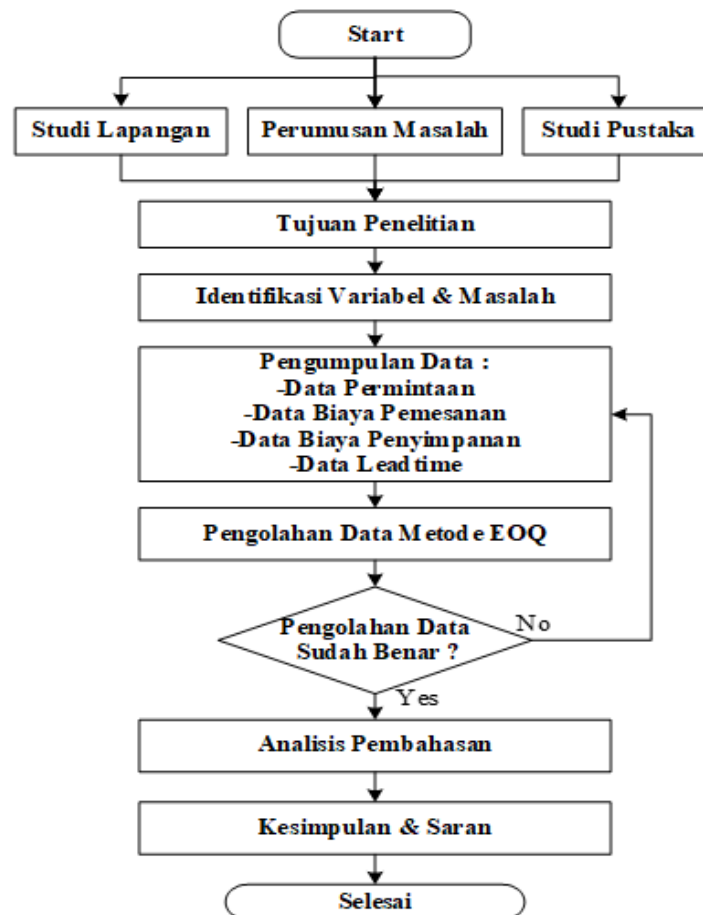 Start
Studi Lapangan
Perumusan Masalah
Studi Pustaka
Tujuan Penelitian
Identifikasi Variabel & Masalah
Pengumpulan Data :
-Data Permintaan
-Data Biaya Pemesanan
-Data Biaya Penyimpanan
-Data Leadtime
Pengolahan Data Metode EOQ
Pengolahan Data
Sudah Benar ?
No
Yes
Analisis Pembahasan
Kesimpulan & Saran
Selesai